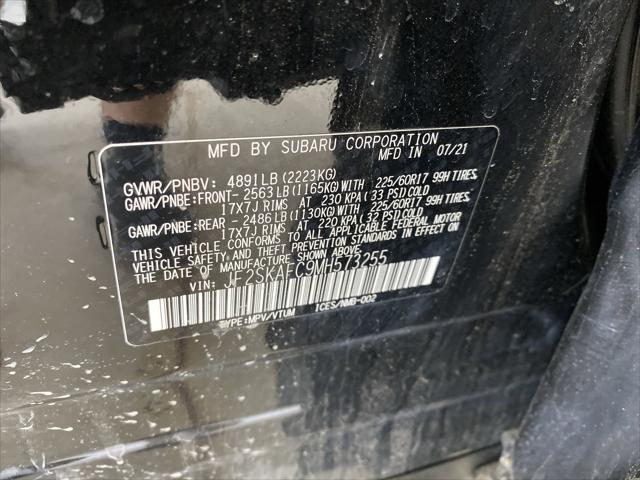 MFD BY SUBARU CORPORATION
MFD IN 07/21
GVWR/PNBV: 4891LB (2223KG)
GAWR/PNBE:FRONT- 2563LB(1165KG)WITH 225/60R17 99H TIRES,
17X7J RIMS AT 230 KPA (33 PSI)COLD
GAWR/PNBE:REAR - 2486LB(1130KG)WITH 225/60R17 99H TIRES,
17X7J RIMS AT 220 KPA (32 PSI)COLD
THIS VEHICLE CONFORMS TO ALL APPLICABLE FEDERAL MOTOR
VEHICLE SAFETY AND THEFT PREVENTION STANDARDS IN EFFECT ON
THE DATE OF MANUFACTURE SHOWN ABOVE.
VIN: JF2SKAFC9MH573255
TYPE:MPV/VTUM ICES/NMB-002